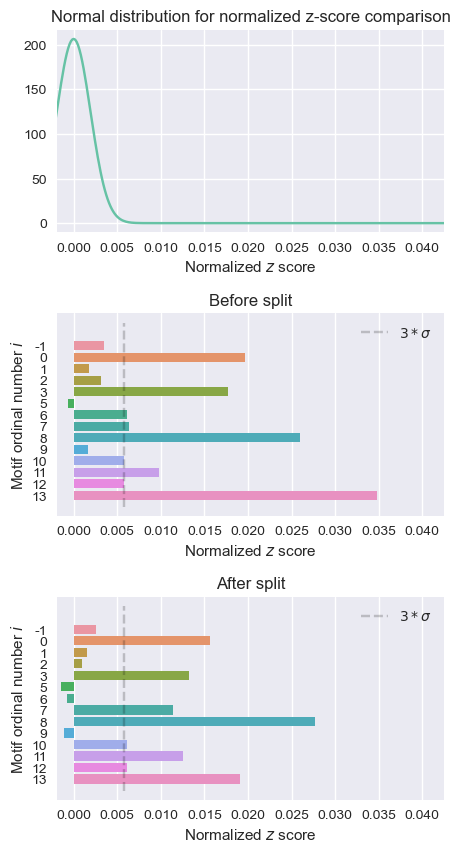 Normal distribution for normalized z-score comparison
200
150
100
50
0
0.000 0.005 0.010 0.015 0.020 0.025 0.030 0.035 0.040
Normalized z score
Before split
Motif ordinal number i
-1
0
1
2
3
5
6
7
8
9
10
11
12
13
3 * σ
0.000 0.005 0.010 0.015 0.020 0.025 0.030 0.035 0.040
Normalized z score
After split
Motif ordinal number i
-1
0
1
2
3
5
6
7
8
9
10
11
12
13
3 * σ
0.000 0.005 0.010 0.015 0.020 0.025 0.030 0.035 0.040
Normalized z score